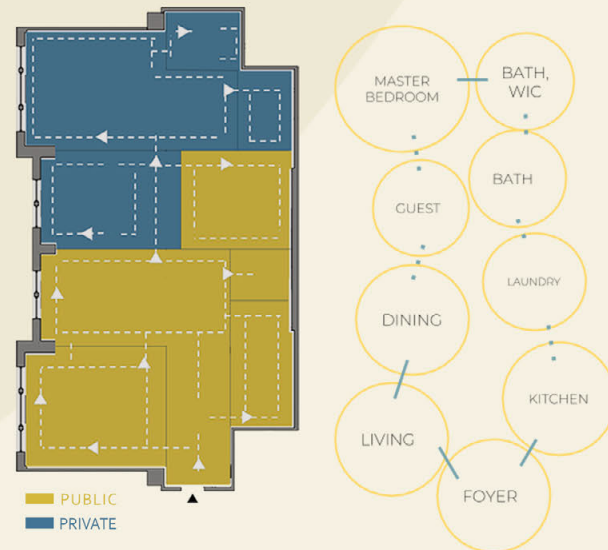 PUBLIC
PRIVATE
MASTER
BEDROOM
BATH,
WIC
BATH
GUEST
LAUNDRY
DINING
KITCHEN
LIVING
FOYER